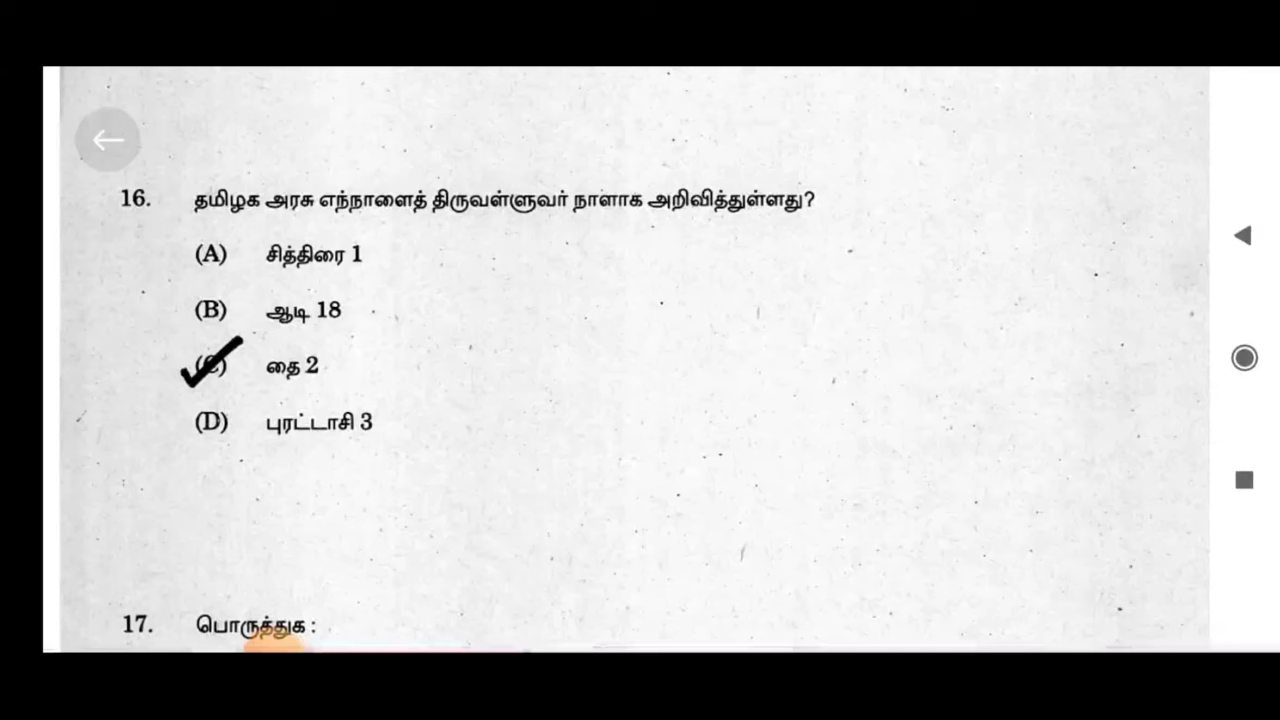 16. தமிழக அரசு எந்நாளைத் திருவள்ளுவர் நாளாக அறிவித்துள்ளது?
(A) சித்திரை 1
(B) ஆடி 18
(C) தை 2
(D) புரட்டாசி 3
17. பொருத்துக :